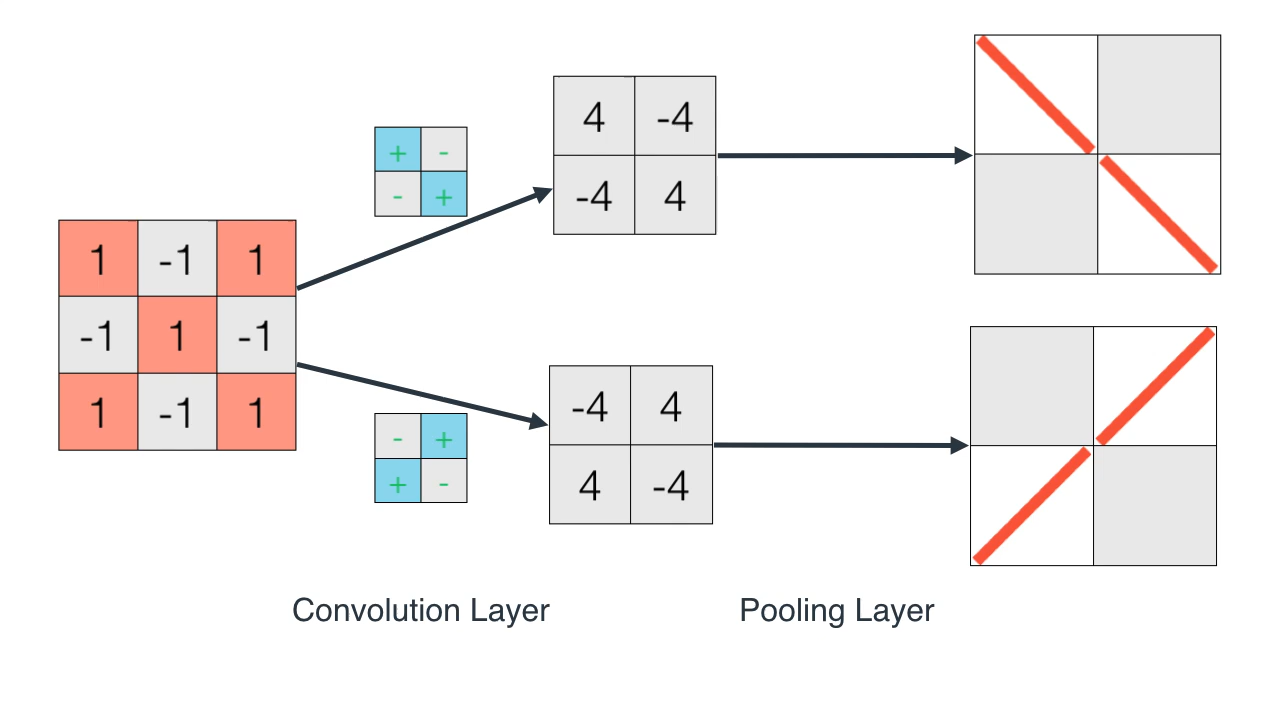 1 -1 1
-1 1 -1
1 -1 1
+ -
- +
4 -4
-4 4
- +
+ -
-4 4
4 -4
Convolution Layer
Pooling Layer